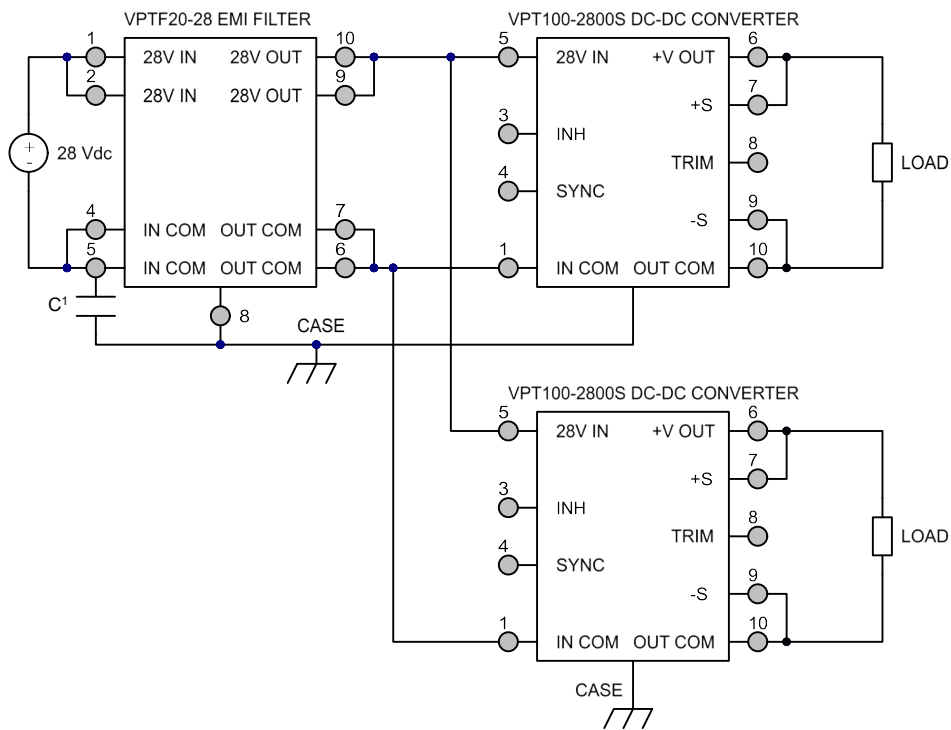 VPTF20-28 EMI FILTER
VPT100-2800S DC-DC CONVERTER
1 28V IN 28V OUT 10
2 28V IN 28V OUT 9
+
-
28 Vdc
4 IN COM OUT COM 7
5 IN COM OUT COM 6
C1
8
CASE
5 28V IN +V OUT 6
+S 7
3 INH
TRIM 8
4 SYNC
-S 9
1 IN COM OUT COM 10
LOAD
VPT100-2800S DC-DC CONVERTER
5 28V IN +V OUT 6
+S 7
3 INH
TRIM 8
4 SYNC
-S 9
1 IN COM OUT COM 10
LOAD
CASE